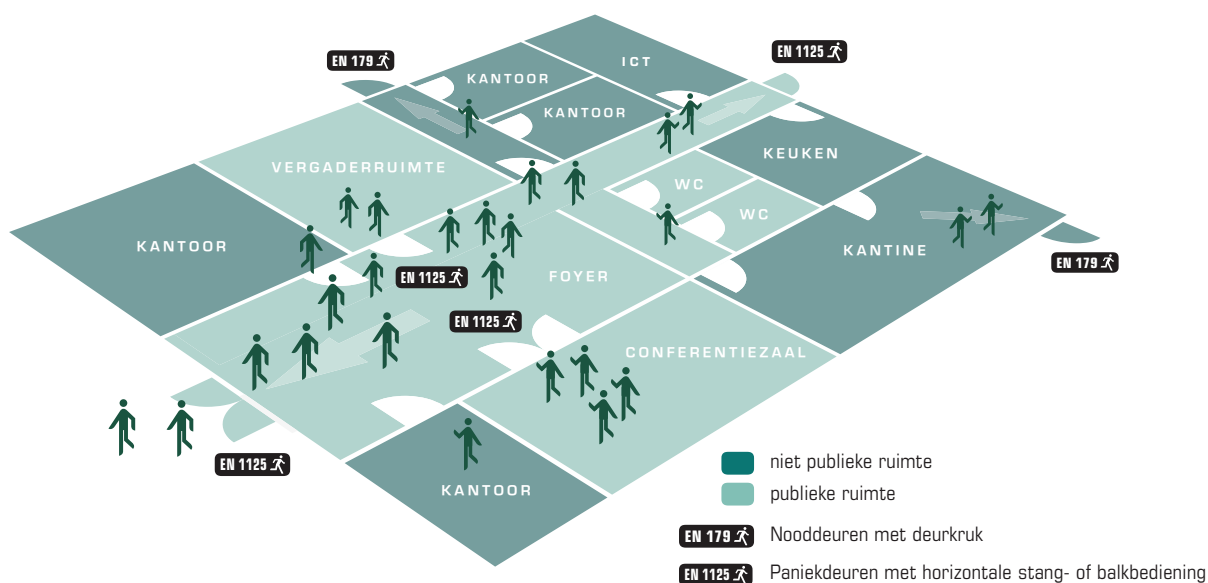 EN 179
EN 1125
ICT
KANTOOR
KANTOOR
KEUKEN
VERGADERRUIMTE
WC
WC
KANTOOR
KANTINE
EN 179
EN 1125
FOYER
EN 1125
CONFERENTIEZAAL
EN 1125
KANTOOR
niet publieke ruimte
publieke ruimte
EN 179 Nooddeuren met deurkruk
EN 1125 Paniekdeuren met horizontale stang- of balkbediening